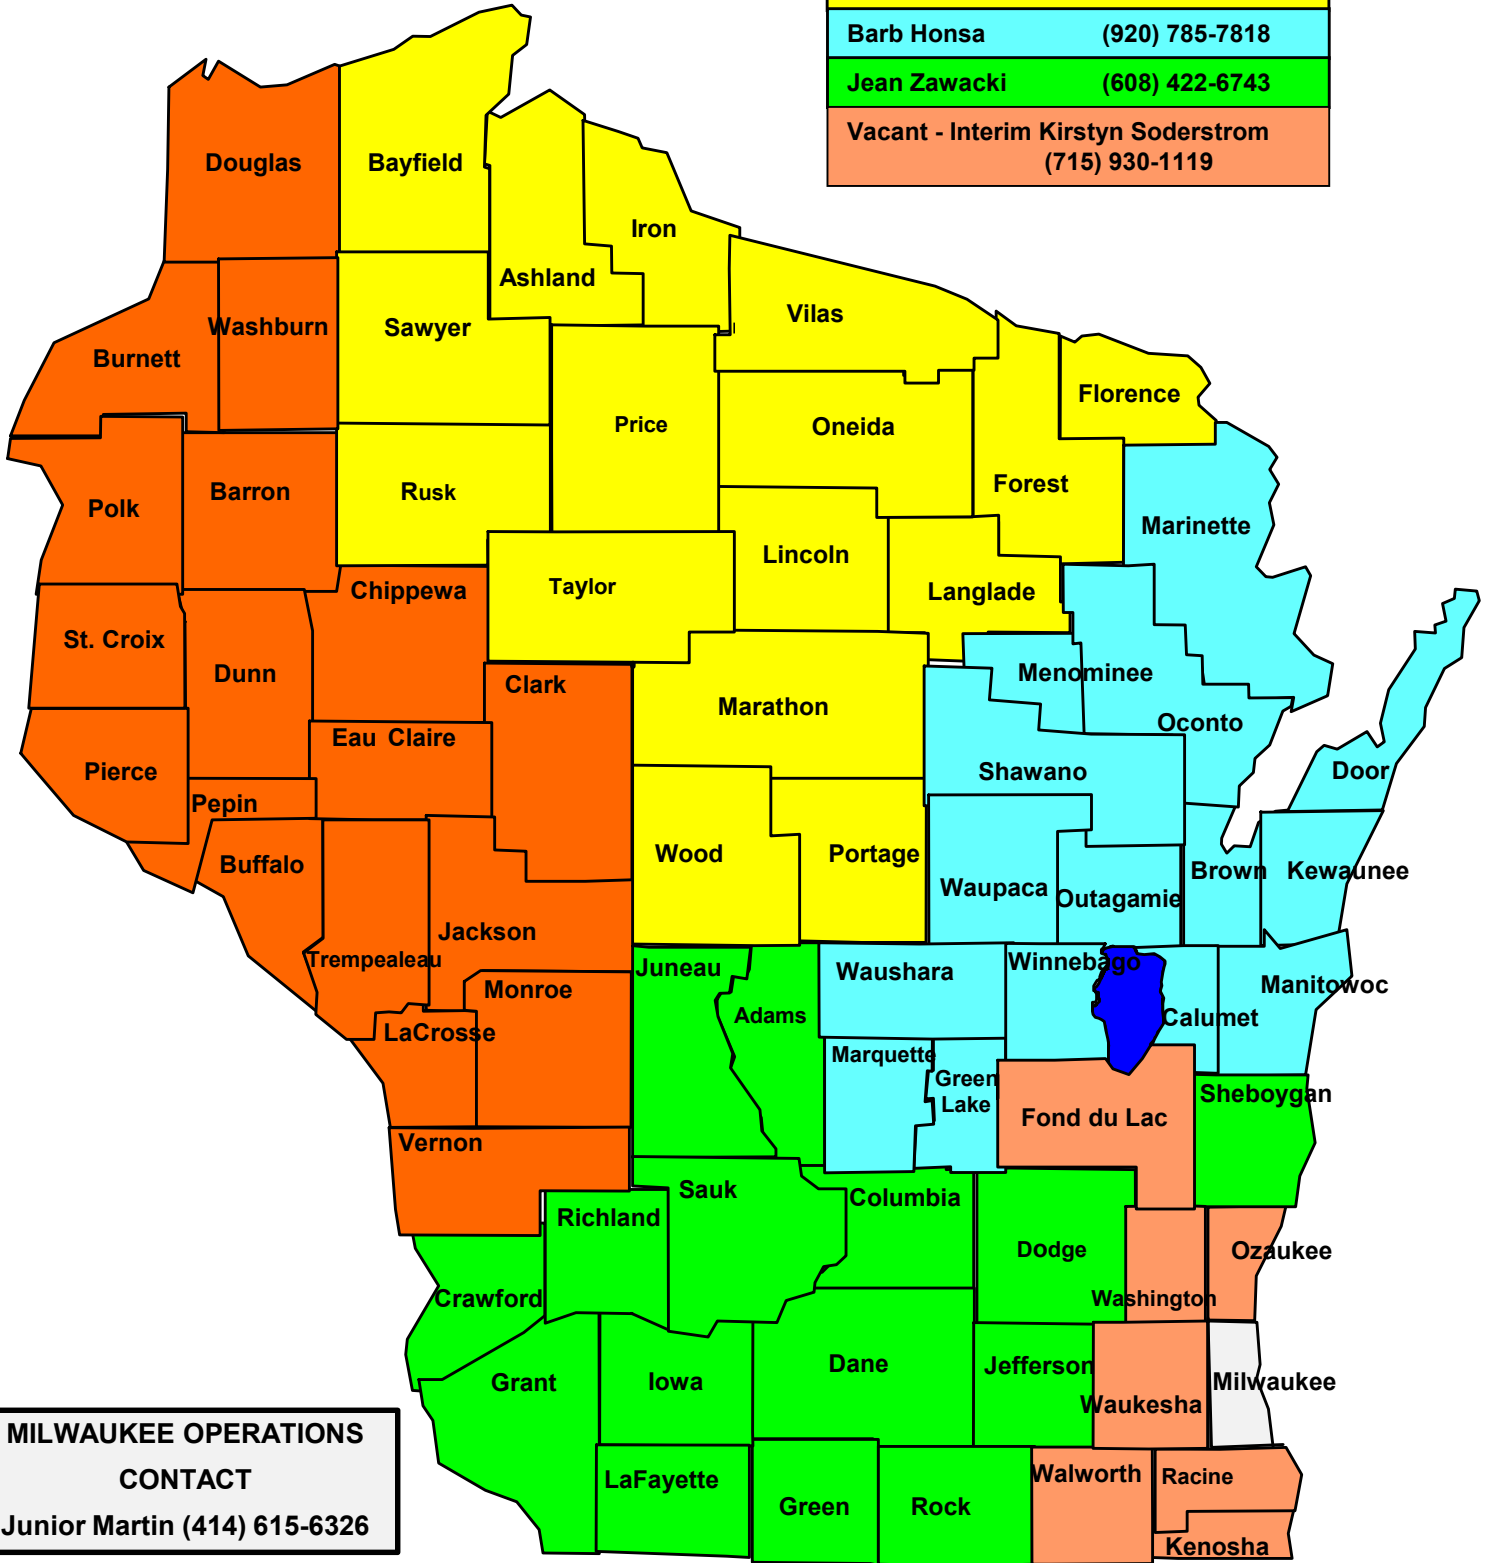 Barb Honsa (920) 785-7818
Jean Zawacki (608) 422-6743
Vacant - Interim Kirstyn Soderstrom
(715) 930-1119
Douglas
Bayfield
Iron
Ashland
Vilas
Washburn
Sawyer
Burnett
Florence
Price
Oneida
Forest
Rusk
Barron
Polk
Marinette
Lincoln
Taylor
Langlade
Chippewa
St. Croix
Dunn
Menominee
Clark
Marathon
Oconto
Eau Claire
Pierce
Shawano
Door
Pepin
Wood
Portage
Buffalo
Brown
Kewaunee
Waupaca
Outagamie
Jackson
Trempealeau
Juneau
Waushara
Winnebago
Manitowoc
Monroe
Adams
Calumet
LaCrosse
Marquette
Green
Lake
Sheboygan
Fond du Lac
Vernon
Sauk
Columbia
Richland
Dodge
Ozaukee
Crawford
Washington
Dane
Jefferson
Grant
Iowa
Milwaukee
Waukesha
LaFayette
Walworth
Racine
Green
Rock
Kenosha
MILWAUKEE OPERATIONS
CONTACT
Junior Martin (414) 615-6326